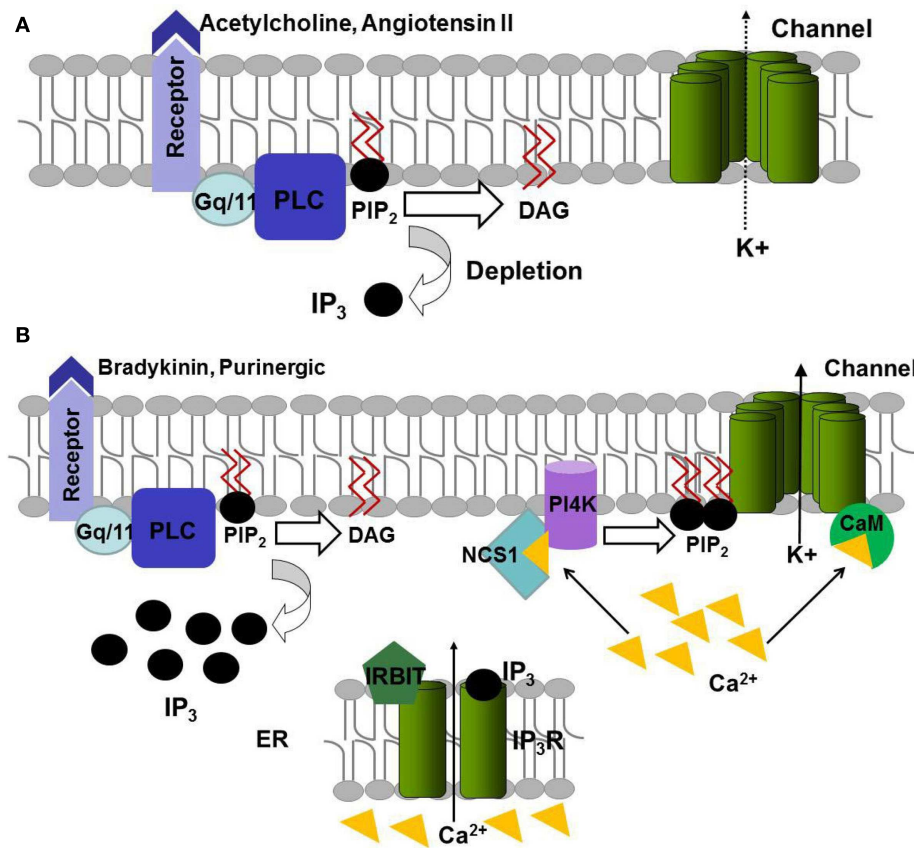 A
Acetylcholine, Angiotensin II
Channel
Receptor
Gq/11
PLC
PIP₂
DAG
K+
Depletion
IP₃
B
Bradykinin, Purinergic
Channel
Receptor
Gq/11
PLC
PIP₂
DAG
NCS1
PI4K
PIP₂
K+
CaM
IP₃
Ca²⁺
IRBIT
IP₃
ER
IP₃R
Ca²⁺